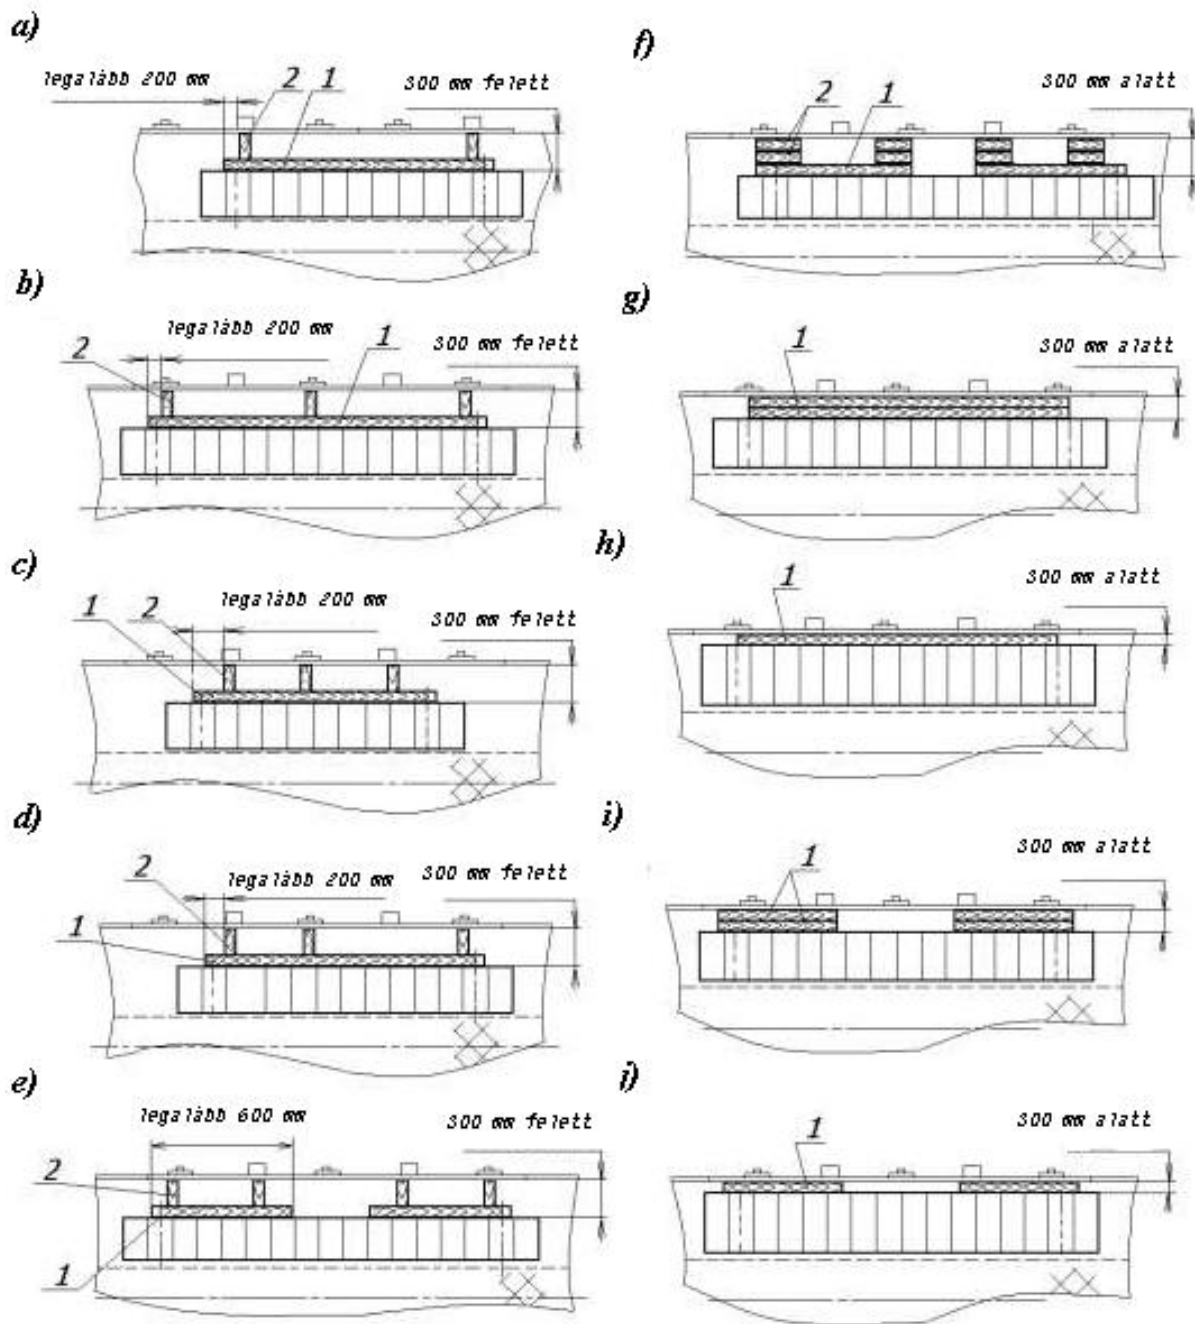 a)
legalább 200 mm
2
1
300 mm felett
b)
legalább 200 mm
2
1
300 mm felett
c)
1
2
legalább 200 mm
300 mm felett
d)
2
legalább 200 mm
300 mm felett
1
e)
legalább 600 mm
300 mm felett
2
1
f)
2
1
300 mm alatt
g)
1
300 mm alatt
h)
1
300 mm alatt
i)
1
300 mm alatt
i)
1
300 mm alatt